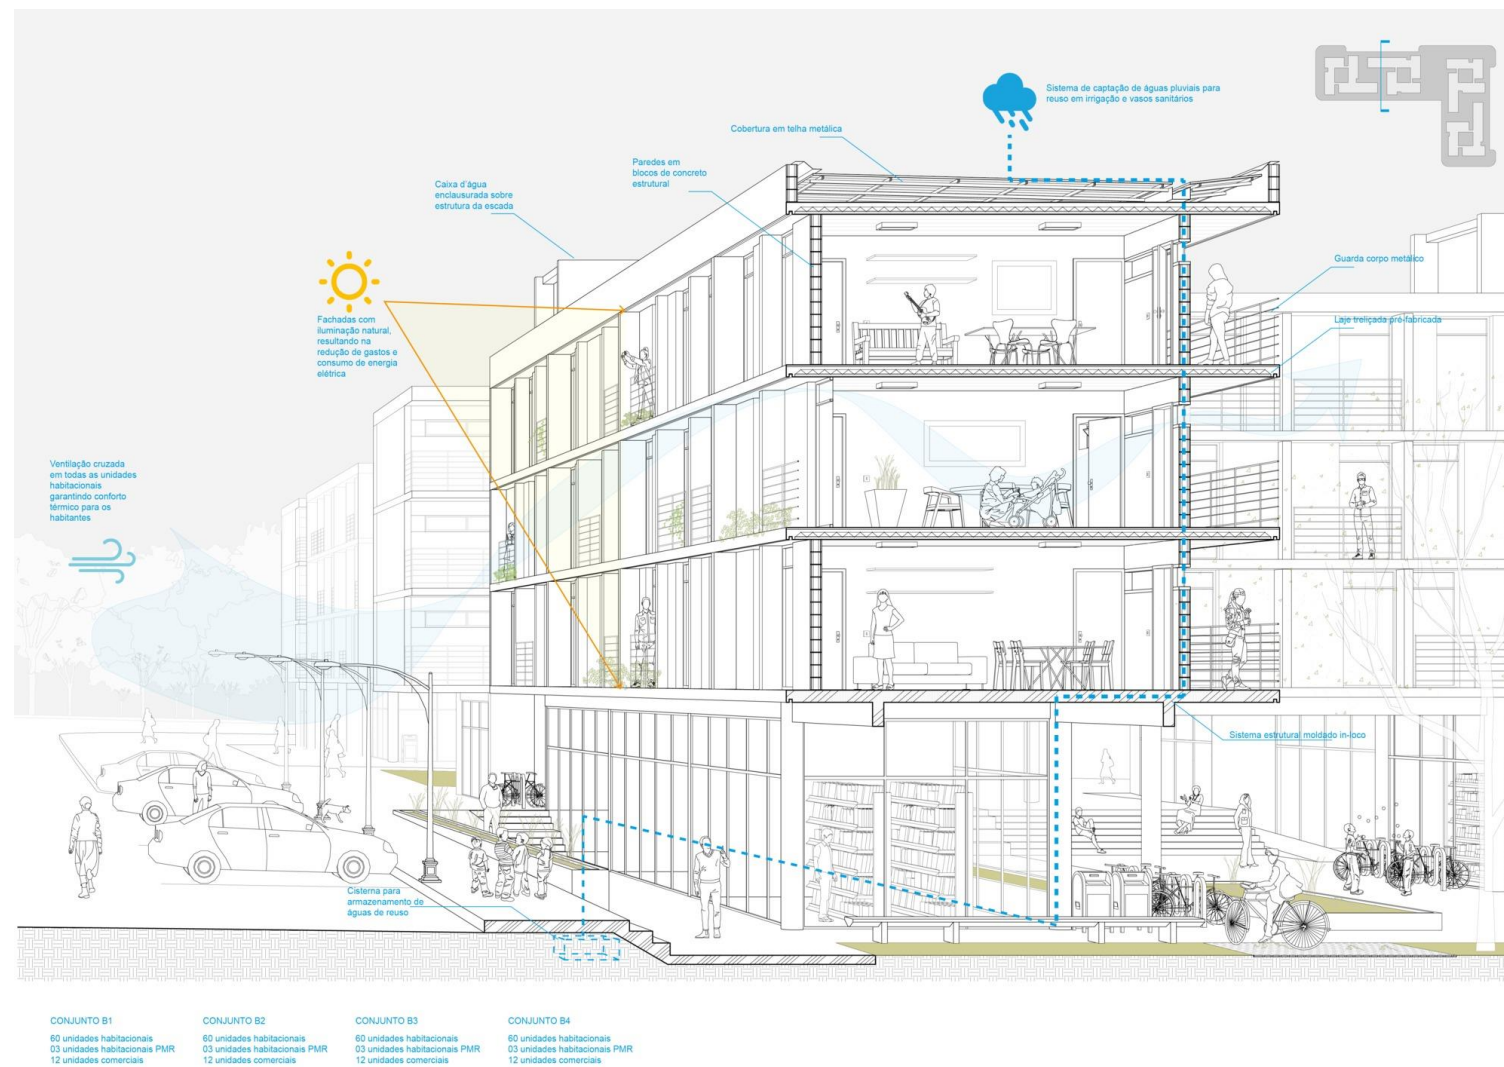 Sistema de captação de águas pluviais para
reuso em irrigação e vasos sanitários
Cobertura em telha metálica
Paredes em
blocos de concreto
estrutural
Caixa d'água
enclausurada sobre
estrutura da escada
Guarda corpo metálico
Laje treliçada pré-fabricada
Fachadas com
iluminação natural,
resultando na
redução de gastos e
consumo de energia
elétrica
Ventilação cruzada
em todas as unidades
habitacionais
garantindo conforto
térmico para os
habitantes
Sistema estrutural moldado in-loco
Cisterna para
armazenamento de
águas de reuso
CONJUNTO B1
60 unidades habitacionais
03 unidades habitacionais PMR
12 unidades comerciais
CONJUNTO B2
60 unidades habitacionais
03 unidades habitacionais PMR
12 unidades comerciais
CONJUNTO B3
60 unidades habitacionais
03 unidades habitacionais PMR
12 unidades comerciais
CONJUNTO B4
60 unidades habitacionais
03 unidades habitacionais PMR
12 unidades comerciais